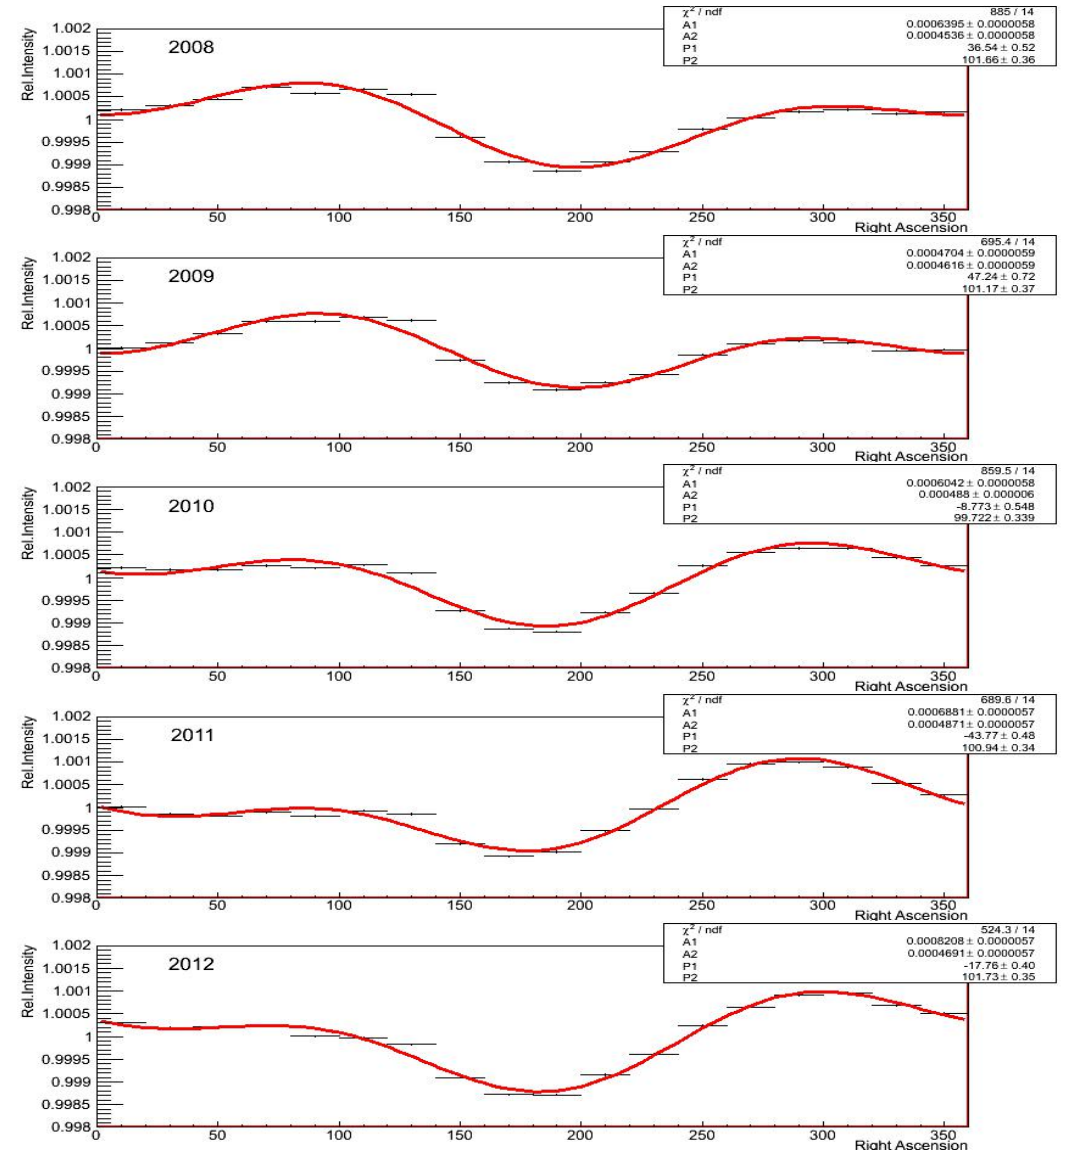 χ² / ndf 885 / 14
A1 0.0006395 ± 0.0000058
A2 0.0004536 ± 0.0000058
P1 36.54 ± 0.52
P2 101.66 ± 0.36
2008
Rel.Intensity
1.002
1.0015
1.001
1.0005
1
0.9995
0.999
0.9985
0.998
0 50 100 150 200 250 300 350
Right Ascension
χ² / ndf 695.4 / 14
A1 0.0004704 ± 0.0000059
A2 0.0004616 ± 0.0000059
P1 47.24 ± 0.72
P2 101.17 ± 0.37
2009
Rel.Intensity
1.002
1.0015
1.001
1.0005
1
0.9995
0.999
0.9985
0.998
0 50 100 150 200 250 300 350
Right Ascension
χ² / ndf 859.5 / 14
A1 0.0006042 ± 0.0000058
A2 0.000488 ± 0.000006
P1 -8.773 ± 0.548
P2 99.722 ± 0.339
2010
Rel.Intensity
1.002
1.0015
1.001
1.0005
1
0.9995
0.999
0.9985
0.998
0 50 100 150 200 250 300 350
Right Ascension
χ² / ndf 689.6 / 14
A1 0.0006881 ± 0.0000057
A2 0.0004871 ± 0.0000057
P1 -43.77 ± 0.48
P2 100.94 ± 0.34
2011
Rel.Intensity
1.002
1.0015
1.001
1.0005
1
0.9995
0.999
0.9985
0.998
0 50 100 150 200 250 300 350
Right Ascension
χ² / ndf 524.3 / 14
A1 0.0008208 ± 0.0000057
A2 0.0004691 ± 0.0000057
P1 -17.76 ± 0.40
P2 101.73 ± 0.35
2012
Rel.Intensity
1.002
1.0015
1.001
1.0005
1
0.9995
0.999
0.9985
0.998
0 50 100 150 200 250 300 350
Right Ascension